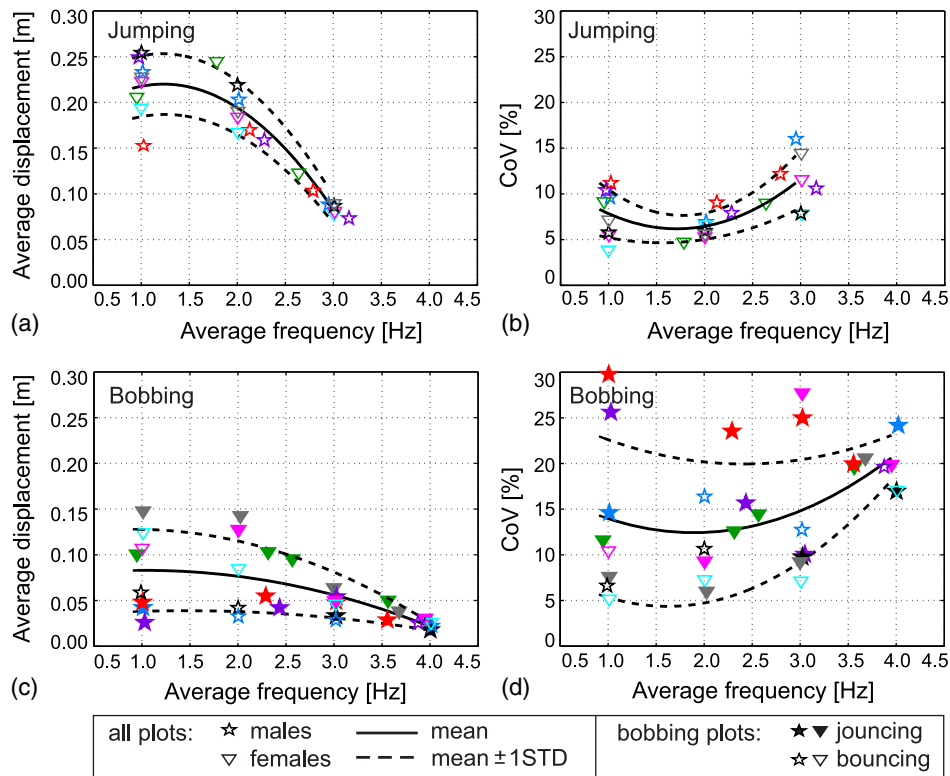 Jumping
Average displacement [m]
0.30
0.25
0.20
0.15
0.10
0.05
0.00
0.5 1.0 1.5 2.0 2.5 3.0 3.5 4.0 4.5
Average frequency [Hz]
(a)
Jumping
CoV [%]
30
25
20
15
10
5
0
0.5 1.0 1.5 2.0 2.5 3.0 3.5 4.0 4.5
Average frequency [Hz]
(b)
Bobbing
Average displacement [m]
0.30
0.25
0.20
0.15
0.10
0.05
0.00
0.5 1.0 1.5 2.0 2.5 3.0 3.5 4.0 4.5
Average frequency [Hz]
(c)
Bobbing
CoV [%]
30
25
20
15
10
5
0
0.5 1.0 1.5 2.0 2.5 3.0 3.5 4.0 4.5
Average frequency [Hz]
(d)
all plots: males mean
females mean ±1STD
bobbing plots: jouncing
bouncing